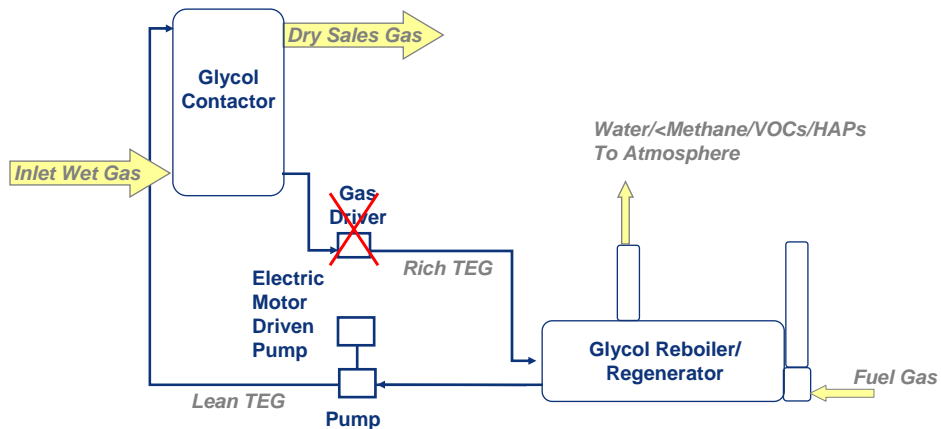 Dry Sales Gas
Glycol
Contactor
Water/<Methane/VOCs/HAPs
To Atmosphere
Inlet Wet Gas
Gas
Driver
Rich TEG
Electric
Motor
Driven
Pump
Glycol Reboiler/
Regenerator
Fuel Gas
Lean TEG
Pump